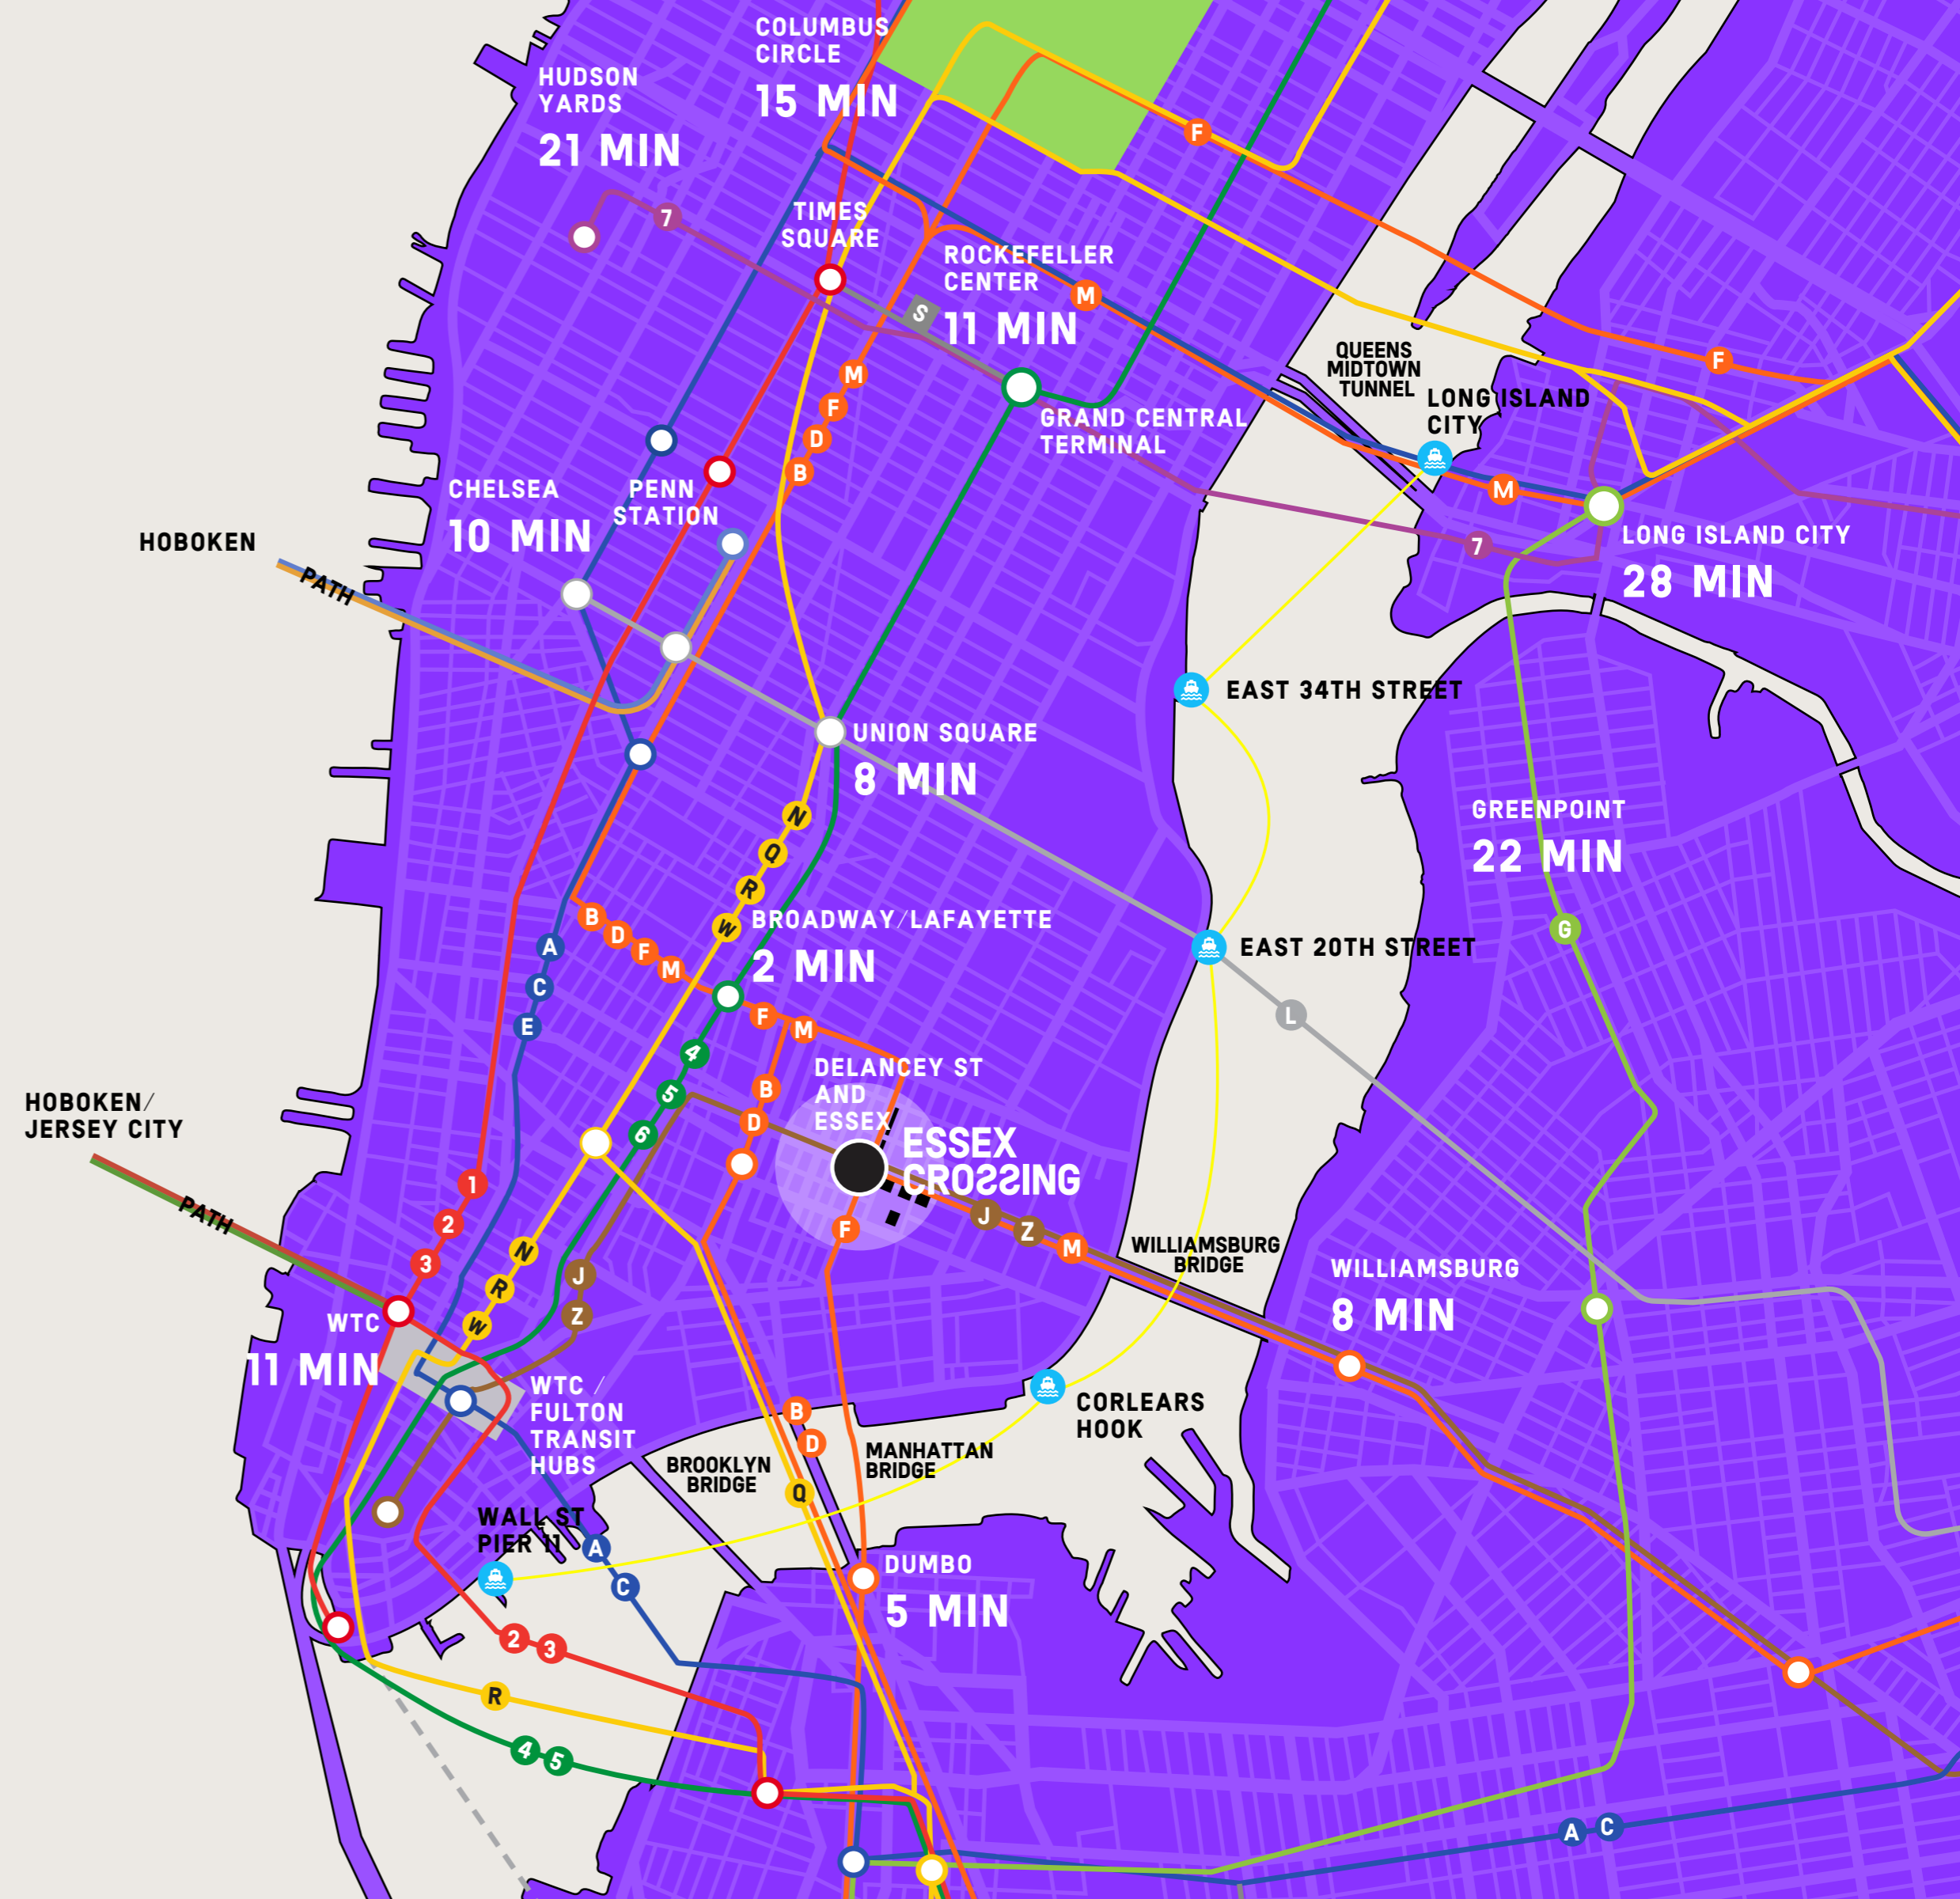 COLUMBUS
CIRCLE
15 MIN
HUDSON
YARDS
21 MIN
F
7
TIMES
SQUARE
ROCKEFELLER
CENTER
11 MIN
M
S
QUEENS
MIDTOWN
TUNNEL
F
LONG ISLAND
CITY
M
F
D
B
GRAND CENTRAL
TERMINAL
CHELSEA
10 MIN
PENN
STATION
M
HOBOKEN
PATH
7
LONG ISLAND CITY
28 MIN
EAST 34TH STREET
UNION SQUARE
8 MIN
N
Q
R
W
GREENPOINT
22 MIN
G
B
D
F
M
BROADWAY/LAFAYETTE
2 MIN
A
C
E
EAST 20TH STREET
L
F
M
4
5
6
B
D
DELANCEY ST
AND
ESSEX
ESSEX
CROSSING
HOBOKEN/
JERSEY CITY
PATH
1
2
3
F
J
Z
M
N
R
W
J
Z
WILLIAMSBURG
BRIDGE
WILLIAMSBURG
8 MIN
WTC
11 MIN
WTC /
FULTON
TRANSIT
HUBS
B
D
Q
CORLEARS
HOOK
BROOKLYN
BRIDGE
MANHATTAN
BRIDGE
WALL ST
PIER 11
A
C
DUMBO
5 MIN
2
3
R
4
5
A
C